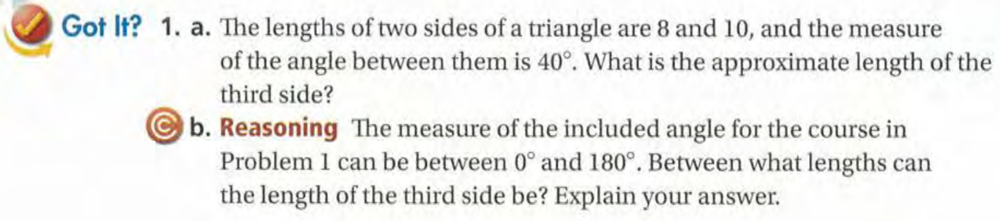 Got It? 1. a. The lengths of two sides of a triangle are 8 and 10, and the measure
of the angle between them is 40°. What is the approximate length of the
third side?
© b. Reasoning The measure of the included angle for the course in
Problem 1 can be between 0° and 180°. Between what lengths can
the length of the third side be? Explain your answer.